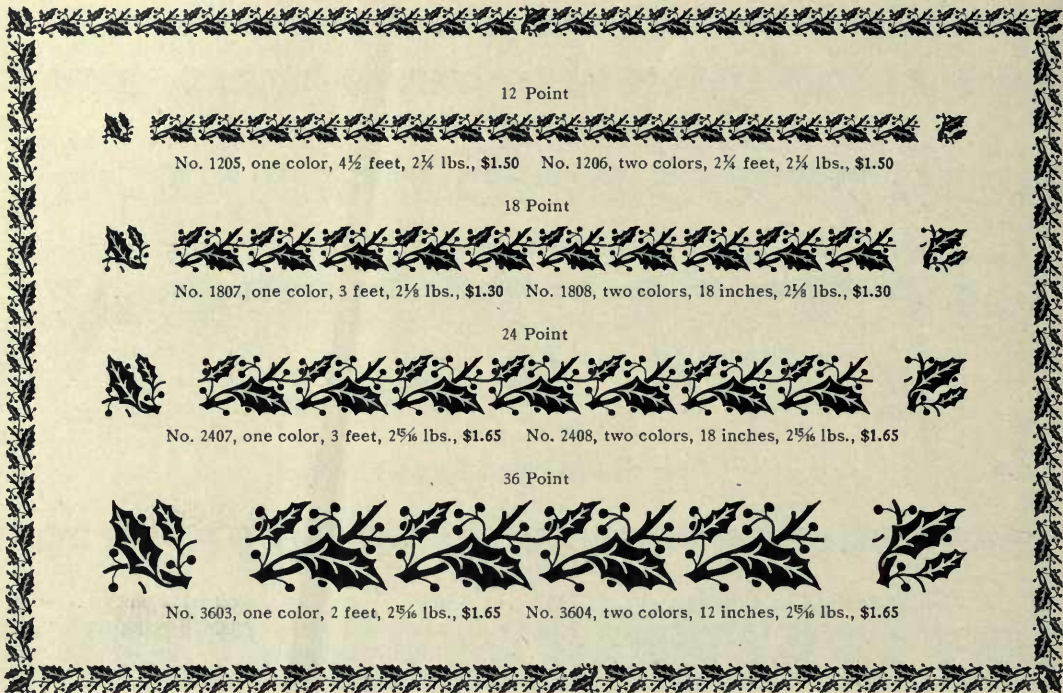 12 Point
No. 1205, one color, 4½ feet, 2¼ lbs., $1.50 No. 1206, two colors, 2¼ feet, 2¼ lbs., $1.50
18 Point
No. 1807, one color, 3 feet, 2⅛ lbs., $1.30 No. 1808, two colors, 18 inches, 2⅛ lbs., $1.30
24 Point
No. 2407, one color, 3 feet, 2 15/16 lbs., $1.65 No. 2408, two colors, 18 inches, 2 15/16 lbs., $1.65
36 Point
No. 3603, one color, 2 feet, 2 15/16 lbs., $1.65 No. 3604, two colors, 12 inches, 2 15/16 lbs., $1.65